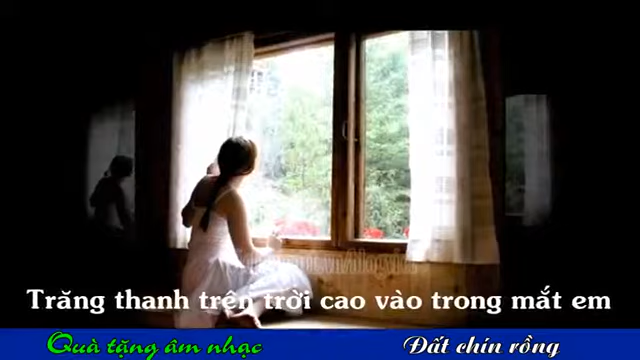 Trăng thanh trên trời cao vào trong mắt em
Quà tặng âm nhạc
Đất chín rồng